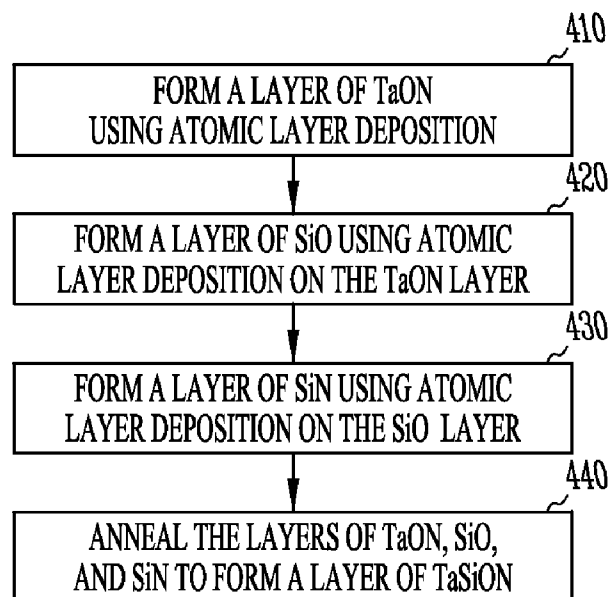 410
FORM A LAYER OF TaON
USING ATOMIC LAYER DEPOSITION
420
FORM A LAYER OF SiO USING ATOMIC
LAYER DEPOSITION ON THE TaON LAYER
430
FORM A LAYER OF SiN USING ATOMIC
LAYER DEPOSITION ON THE SiO LAYER
440
ANNEAL THE LAYERS OF TaON, SiO,
AND SiN TO FORM A LAYER OF TaSiON